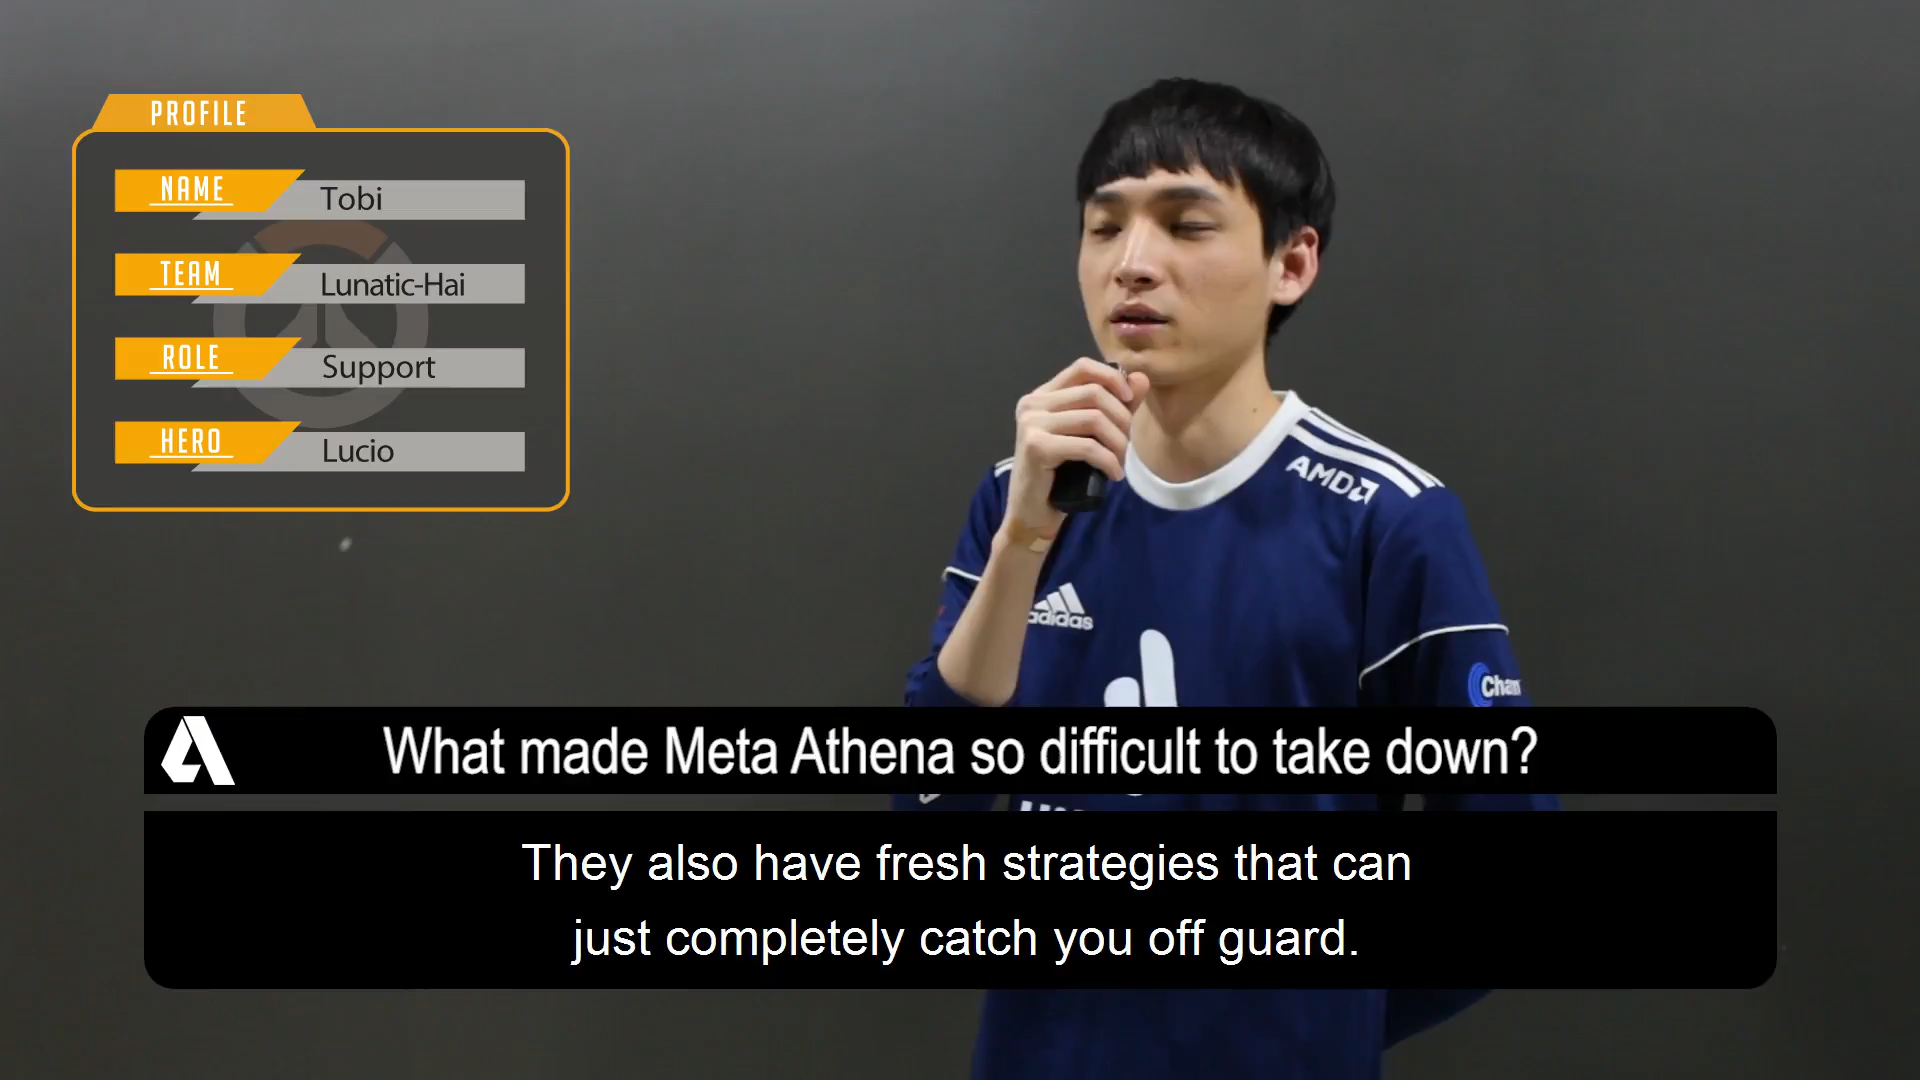 PROFILE
NAME
Tobi
TEAM
Lunatic-Hai
ROLE
Support
HERO
Lucio
AMD
adidas
What made Meta Athena so difficult to take down?
They also have fresh strategies that can
just completely catch you off guard.